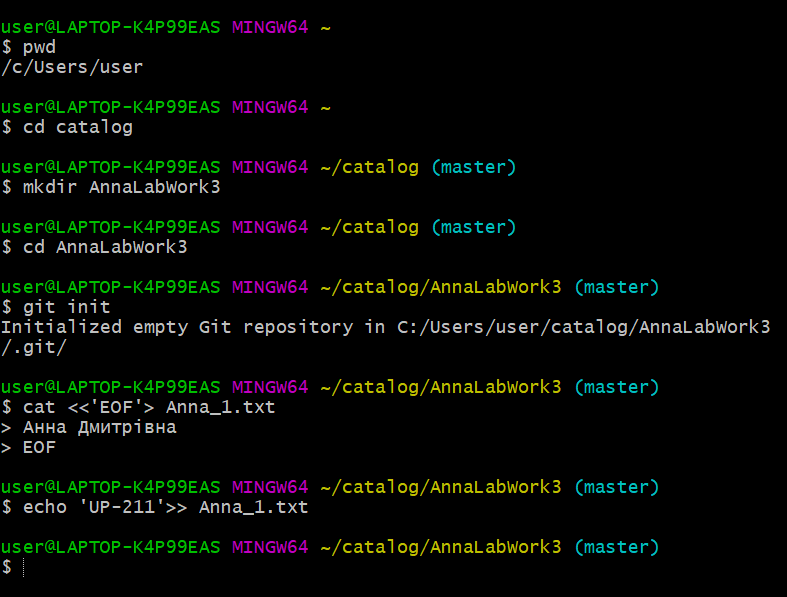 user@LAPTOP-K4P99EAS MINGW64 ~
$ pwd
/c/Users/user
user@LAPTOP-K4P99EAS MINGW64 ~
$ cd catalog
user@LAPTOP-K4P99EAS MINGW64 ~/catalog (master)
$ mkdir AnnaLabWork3
user@LAPTOP-K4P99EAS MINGW64 ~/catalog (master)
$ cd AnnaLabWork3
user@LAPTOP-K4P99EAS MINGW64 ~/catalog/AnnaLabWork3 (master)
$ git init
Initialized empty Git repository in C:/Users/user/catalog/AnnaLabWork3
/.git/
user@LAPTOP-K4P99EAS MINGW64 ~/catalog/AnnaLabWork3 (master)
$ cat <<'EOF'> Anna_1.txt
> Анна Дмитрівна
> EOF
user@LAPTOP-K4P99EAS MINGW64 ~/catalog/AnnaLabWork3 (master)
$ echo 'UP-211'>> Anna_1.txt
user@LAPTOP-K4P99EAS MINGW64 ~/catalog/AnnaLabWork3 (master)
$